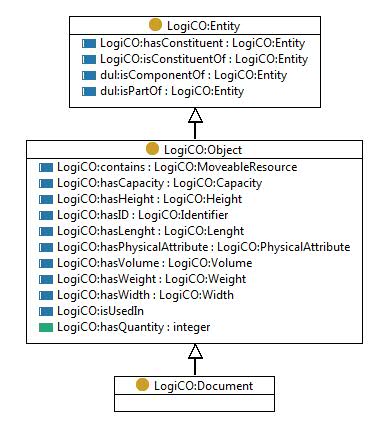 LogiCO:Entity
LogiCO:hasConstituent : LogiCO:Entity
LogiCO:isConstituentOf : LogiCO:Entity
dul:isComponentOf : LogiCO:Entity
dul:isPartOf : LogiCO:Entity
LogiCO:Object
LogiCO:contains : LogiCO:MoveableResource
LogiCO:hasCapacity : LogiCO:Capacity
LogiCO:hasHeight : LogiCO:Height
LogiCO:hasID : LogiCO:Identifier
LogiCO:hasLenght : LogiCO:Lenght
LogiCO:hasPhysicalAttribute : LogiCO:PhysicalAttribute
LogiCO:hasVolume : LogiCO:Volume
LogiCO:hasWeight : LogiCO:Weight
LogiCO:hasWidth : LogiCO:Width
LogiCO:isUsedIn
LogiCO:hasQuantity : integer
LogiCO:Document